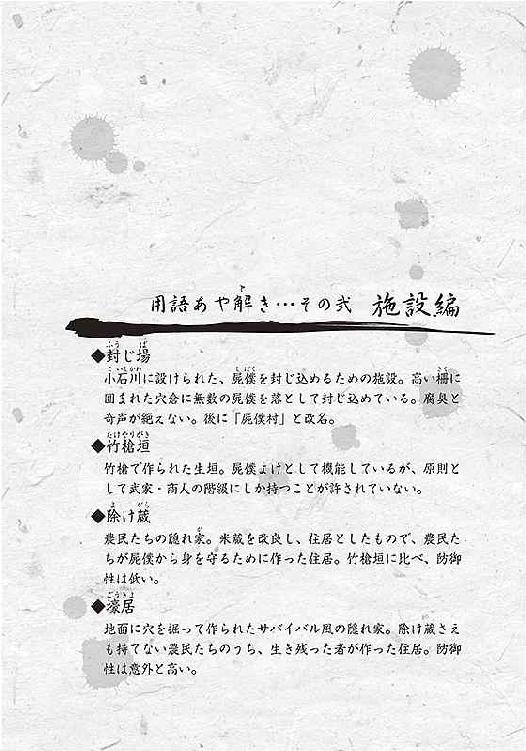 用語あや解き…その弐 施設編
◆封じ場
小石川に設けられた、屍僕を封じ込めるための施設。高い柵に
囲まれた穴倉に無数の屍僕を落として封じ込めている。腐臭と
奇声が絶えない。後に「屍僕村」と改名。
◆竹槍垣
竹槍で作られた生垣。屍僕よけとして機能しているが、原則と
して武家・商人の階級にしか持つことが許されていない。
◆除け蔵
農民たちの隠れ家。米蔵を改良し、住居としたもので、農民た
ちが屍僕から身を守るために作った住居。竹槍垣に比べ、防御
性は低い。
◆濠居
地面に穴を掘って作られたサバイバル風の隠れ家。除け蔵さえ
も持てない農民たちのうち、生き残った者が作った住居。防御
性は意外と高い。